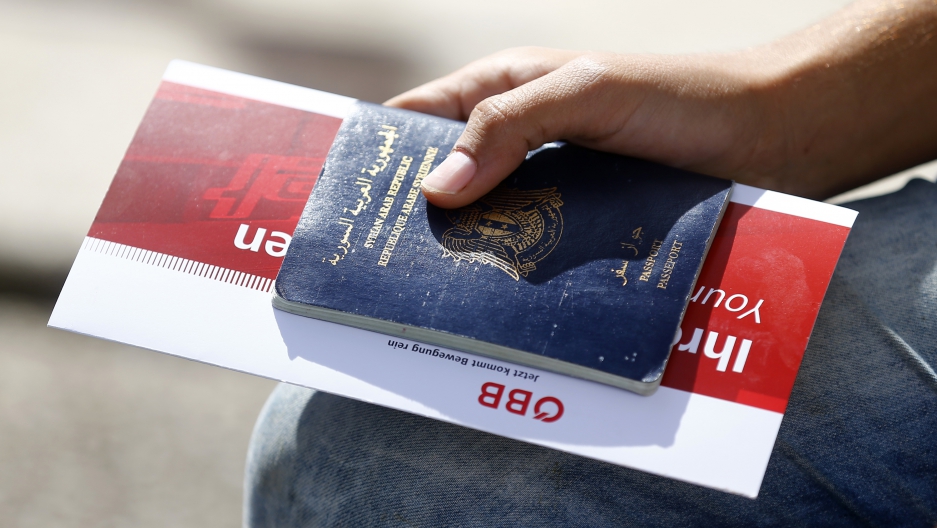 الجمهورية العربية السورية
SYRIAN ARAB REPUBLIC
REPUBLIQUE ARABE SYRIENNE
جواز سفر
PASSPORT
PASSEPORT
Ihre
Your
en
ÖBB
Jetzt kommt Bewegung rein